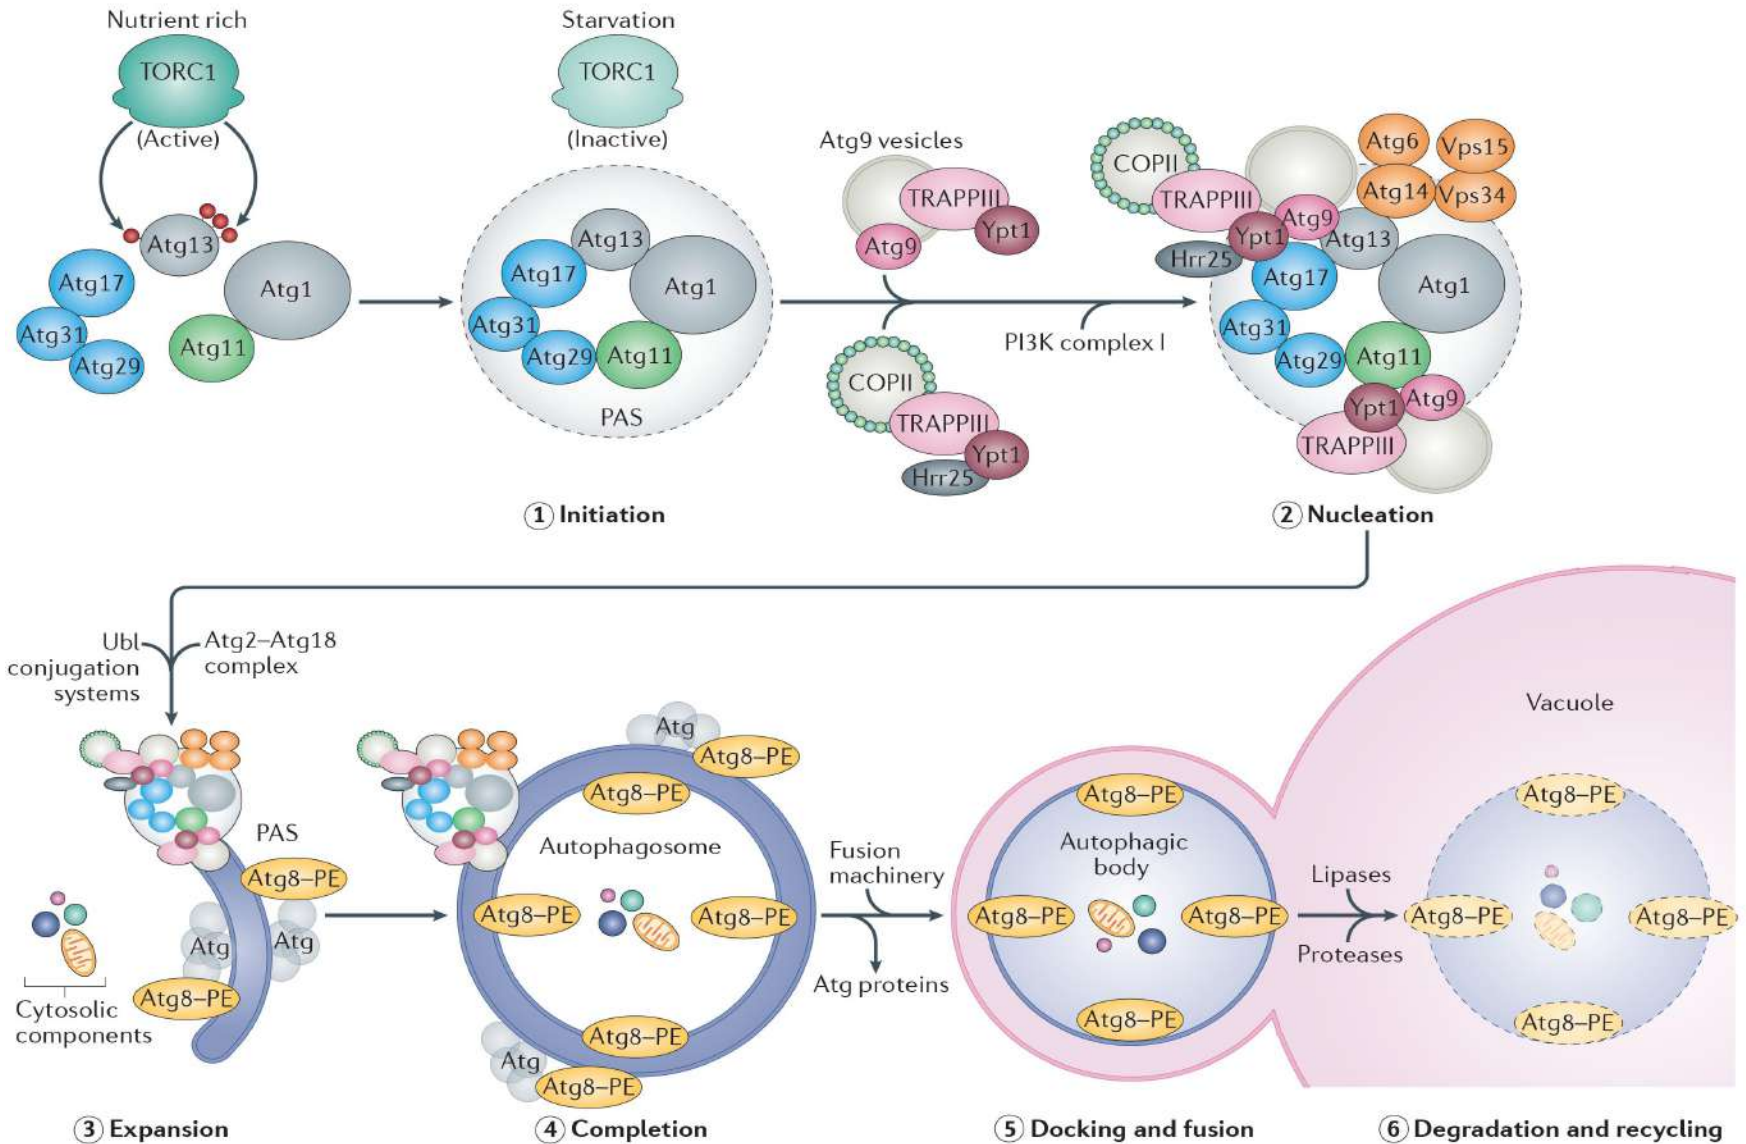 Nutrient rich
TORC1
(Active)
Atg13
Atg17
Atg1
Atg31
Atg11
Atg29
Starvation
TORC1
(Inactive)
Atg13
Atg17
Atg1
Atg31
Atg29
Atg11
PAS
① Initiation
Atg9 vesicles
TRAPPIII
Ypt1
Atg9
COPII
TRAPPIII
Ypt1
Hrr25
PI3K complex I
COPII
TRAPPIII
Atg6
Vps15
Atg14
Vps34
Atg9
Ypt1
Atg13
Hrr25
Atg17
Atg1
Atg31
Atg29
Atg11
Ypt1
Atg9
TRAPPIII
② Nucleation
Ubl
conjugation
systems
Atg2–Atg18
complex
PAS
Atg8–PE
Atg
Atg
Atg8–PE
Cytosolic
components
③ Expansion
Atg
Atg8–PE
Atg8–PE
Autophagosome
Atg8–PE
Atg8–PE
Atg8–PE
Atg
Atg8–PE
④ Completion
Fusion
machinery
Atg proteins
Atg8–PE
Autophagic
body
Atg8–PE
Atg8–PE
Atg8–PE
⑤ Docking and fusion
Lipases
Proteases
Vacuole
Atg8–PE
Atg8–PE
Atg8–PE
Atg8–PE
⑥ Degradation and recycling